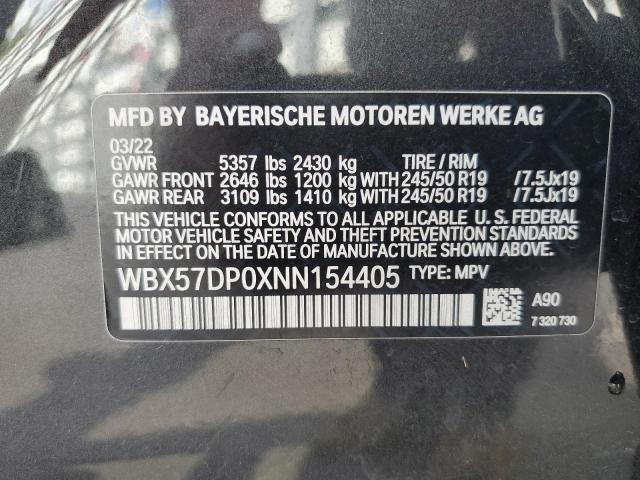 MFD BY BAYERISCHE MOTOREN WERKE AG
03/22
GVWR 5357 lbs 2430 kg TIRE / RIM
GAWR FRONT 2646 lbs 1200 kg WITH 245/50 R19 /7.5Jx19
GAWR REAR 3109 lbs 1410 kg WITH 245/50 R19 /7.5Jx19
THIS VEHICLE CONFORMS TO ALL APPLICABLE U. S. FEDERAL
MOTOR VEHICLE SAFETY AND THEFT PREVENTION STANDARDS
IN EFFECT ON THE DATE OF MANUFACTURE SHOWN ABOVE.
WBX57DP0XNN154405 TYPE: MPV
A90
7 320 730